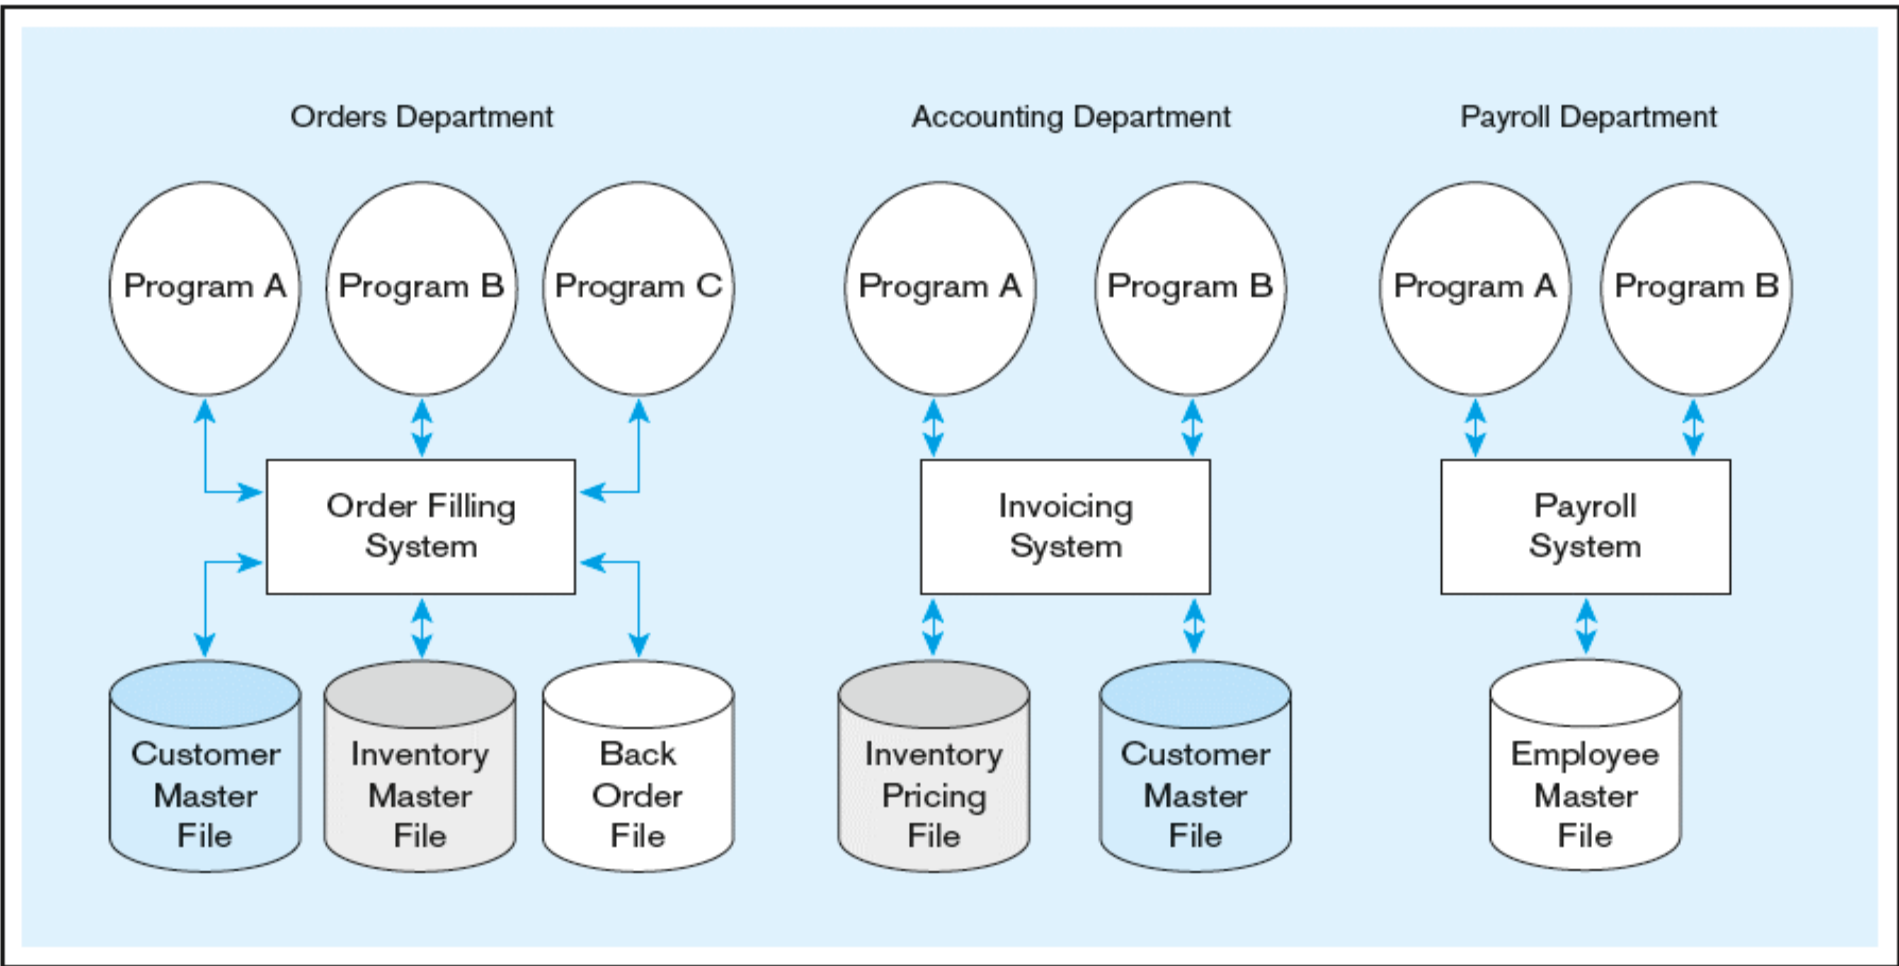 Orders Department
Accounting Department
Payroll Department
Program A
Program B
Program C
Program A
Program B
Program A
Program B
Order Filling
System
Invoicing
System
Payroll
System
Customer
Master
File
Inventory
Master
File
Back
Order
File
Inventory
Pricing
File
Customer
Master
File
Employee
Master
File